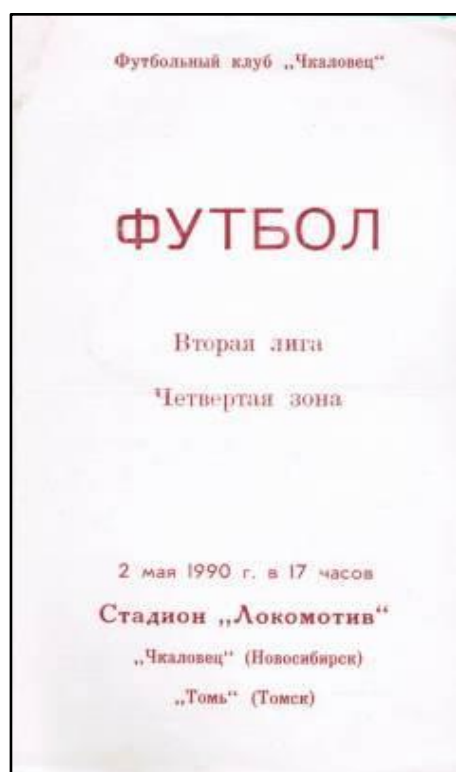 Футбольный клуб „Чкаловец“
ФУТБОЛ
Вторая лига
Четвертая зона
2 мая 1990 г. в 17 часов
Стадион „Локомотив“
„Чкаловец“ (Новосибирск)
„Томь“ (Томск)